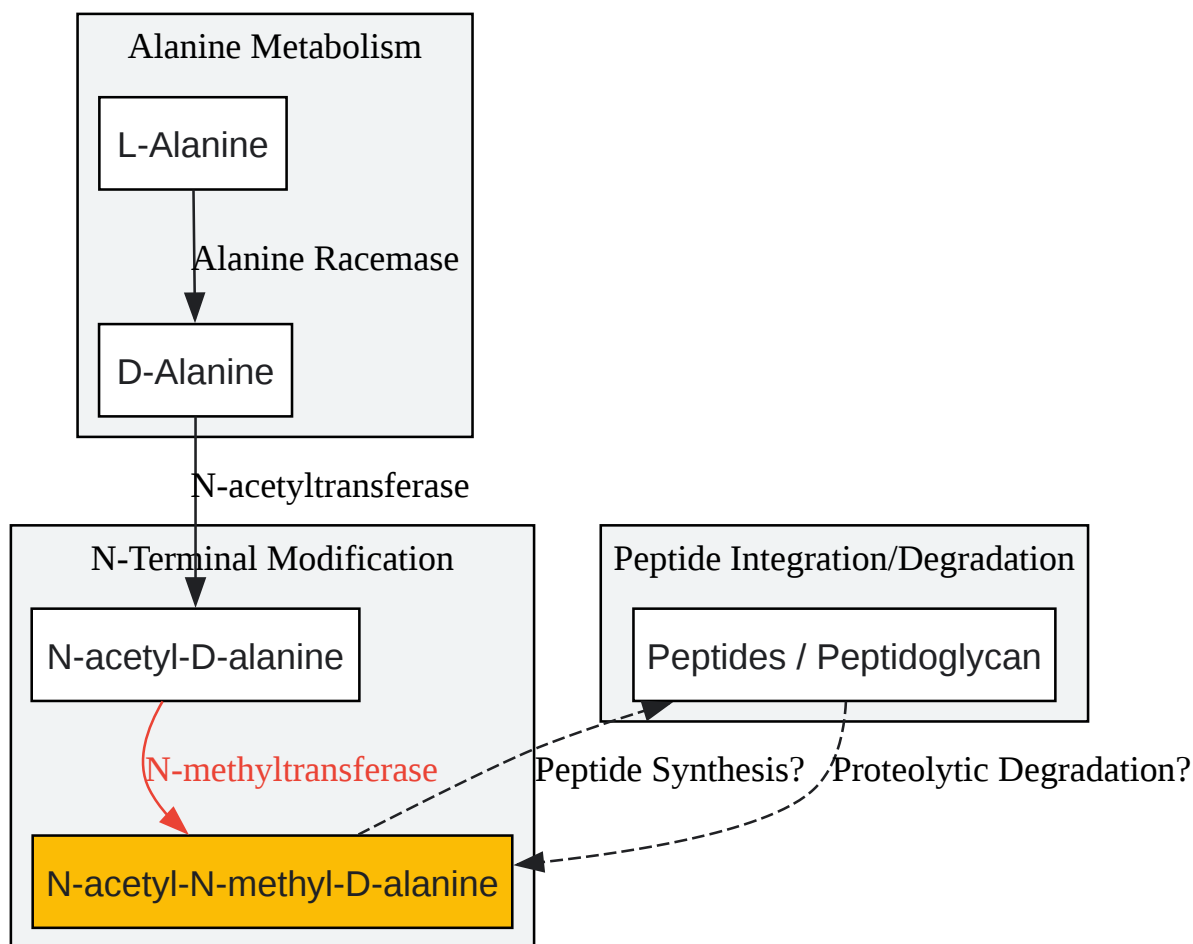 Alanine Metabolism
L-Alanine
Alanine Racemase
D-Alanine
N-acetyltransferase
N-Terminal Modification
Peptide Integration/Degradation
N-acetyl-D-alanine
Peptides / Peptidoglycan
N-methyltransferase
Peptide Synthesis?
Proteolytic Degradation?
N-acetyl-N-methyl-D-alanine